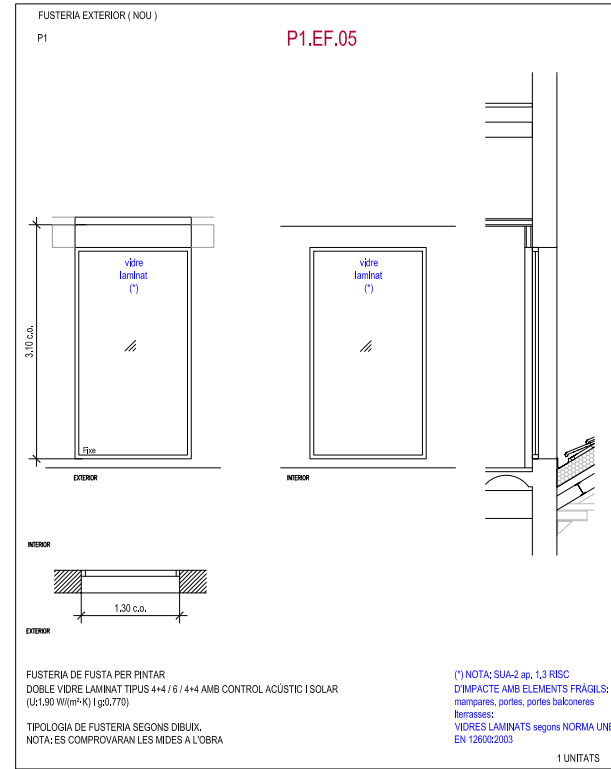 FUSTERIA EXTERIOR ( NOU )
P1
P1.EF.05
vidre
laminat
(*)
vidre
laminat
(*)
3.10 c.o.
Fixe
EXTERIOR
INTERIOR
INTERIOR
1.30 c.o.
EXTERIOR
FUSTERIA DE FUSTA PER PINTAR
DOBLE VIDRE LAMINAT TIPUS 4+4 / 6 / 4+4 AMB CONTROL ACÚSTIC I SOLAR
(U:1.90 W/(m²·K) I g:0.770)
TIPOLOGIA DE FUSTERIA SEGONS DIBUIX.
NOTA: ES COMPROVARAN LES MIDES A L'OBRA
(*) NOTA: SUA-2 ap. 1,3 RISC
D'IMPACTE AMB ELEMENTS FRÀGILS:
mampares, portes, portes balconeres
Iterrasses:
VIDRES LAMINATS segons NORMA UNE
EN 12600:2003
1 UNITATS